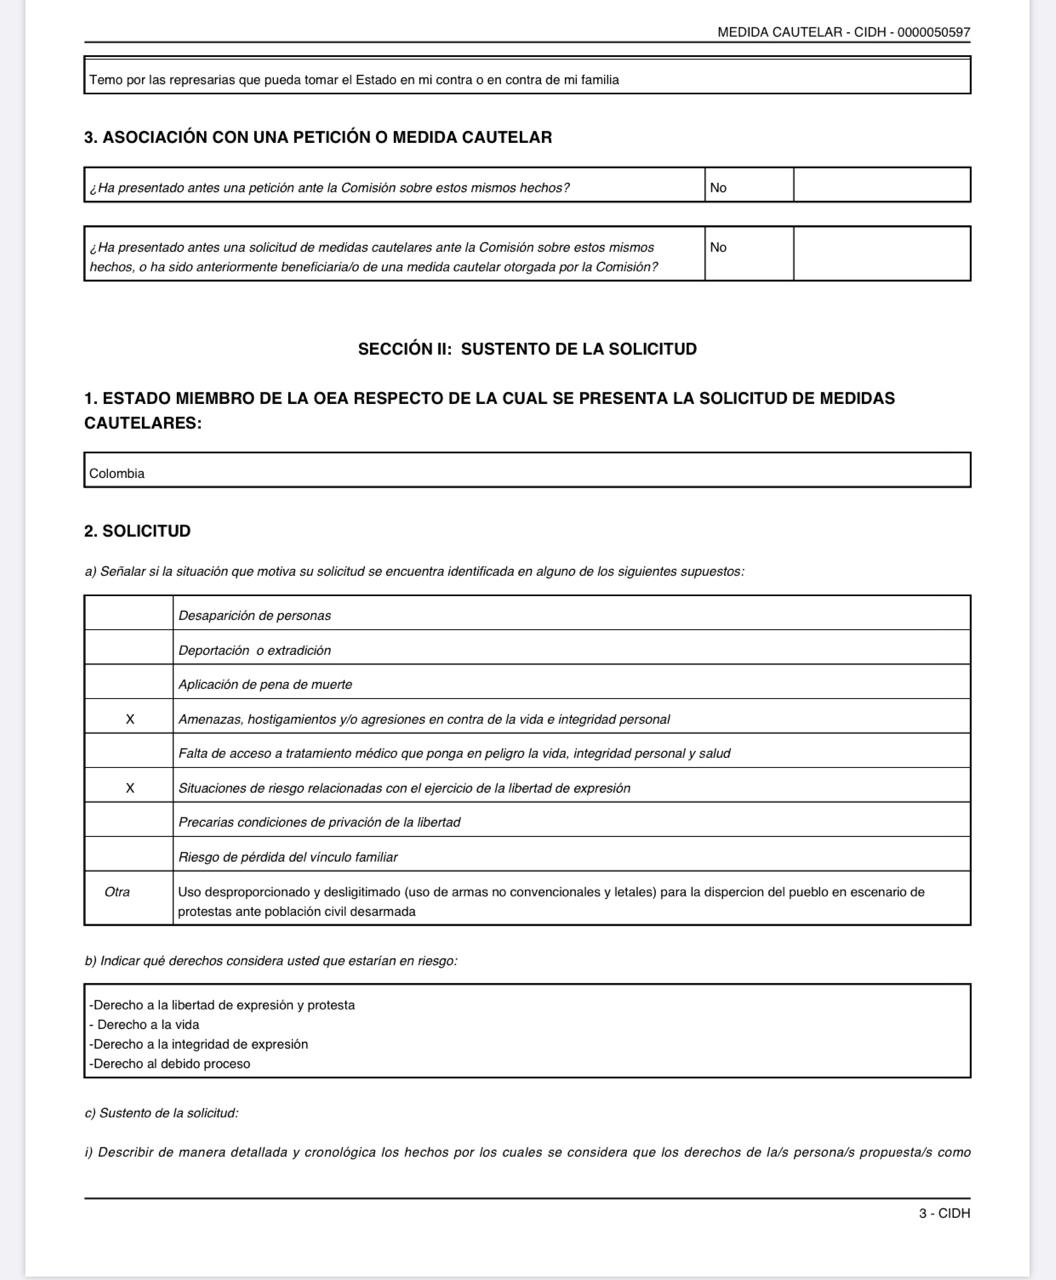 MEDIDA CAUTELAR - CIDH - 0000050597
Temo por las represarias que pueda tomar el Estado en mi contra o en contra de mi familia
3. ASOCIACIÓN CON UNA PETICIÓN O MEDIDA CAUTELAR
¿Ha presentado antes una petición ante la Comisión sobre estos mismos hechos? No
¿Ha presentado antes una solicitud de medidas cautelares ante la Comisión sobre estos mismos No
hechos, o ha sido anteriormente beneficiaria/o de una medida cautelar otorgada por la Comisión?
SECCIÓN II: SUSTENTO DE LA SOLICITUD
1. ESTADO MIEMBRO DE LA OEA RESPECTO DE LA CUAL SE PRESENTA LA SOLICITUD DE MEDIDAS
CAUTELARES:
Colombia
2. SOLICITUD
a) Señalar si la situación que motiva su solicitud se encuentra identificada en alguno de los siguientes supuestos:
Desaparición de personas
Deportación o extradición
Aplicación de pena de muerte
X Amenazas, hostigamientos y/o agresiones en contra de la vida e integridad personal
Falta de acceso a tratamiento médico que ponga en peligro la vida, integridad personal y salud
X Situaciones de riesgo relacionadas con el ejercicio de la libertad de expresión
Precarias condiciones de privación de la libertad
Riesgo de pérdida del vínculo familiar
Otra Uso desproporcionado y desligitimado (uso de armas no convencionales y letales) para la dispercion del pueblo en escenario de
protestas ante población civil desarmada
b) Indicar qué derechos considera usted que estarían en riesgo:
-Derecho a la libertad de expresión y protesta
- Derecho a la vida
-Derecho a la integridad de expresión
-Derecho al debido proceso
c) Sustento de la solicitud:
i) Describir de manera detallada y cronológica los hechos por los cuales se considera que los derechos de la/s persona/s propuesta/s como
3 - CIDH